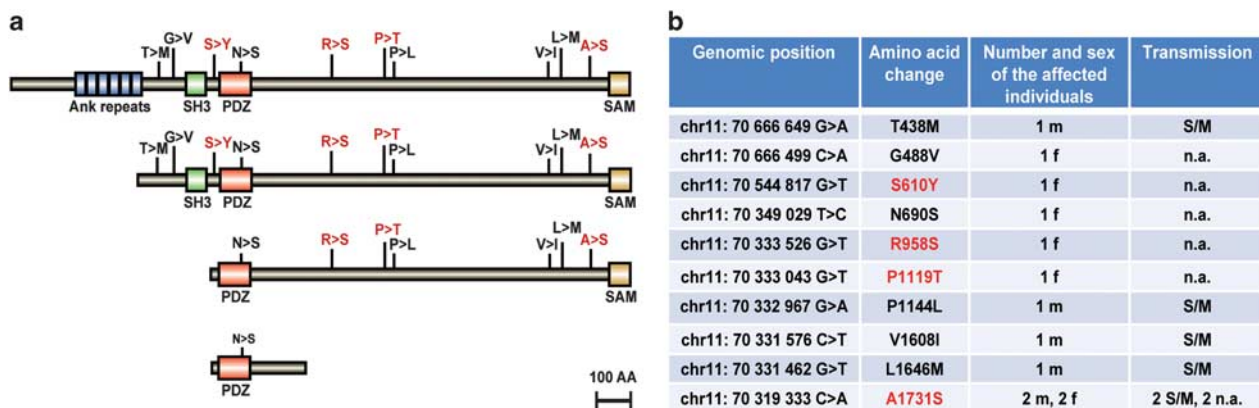 a
T>M G>V S>Y N>S R>S P>T P>L V>I L>M A>S
Ank repeats SH3 PDZ SAM
T>M G>V S>Y N>S R>S P>T P>L V>I L>M A>S
SH3 PDZ SAM
N>S R>S P>T P>L V>I L>M A>S
PDZ SAM
N>S
PDZ
100 AA
b
Genomic position Amino acid change Number and sex of the affected individuals Transmission
chr11: 70 666 649 G>A T438M 1 m S/M
chr11: 70 666 499 C>A G488V 1 f n.a.
chr11: 70 544 817 G>T S610Y 1 f n.a.
chr11: 70 349 029 T>C N690S 1 f n.a.
chr11: 70 333 526 G>T R958S 1 f n.a.
chr11: 70 333 043 G>T P1119T 1 f n.a.
chr11: 70 332 967 G>A P1144L 1 m S/M
chr11: 70 331 576 C>T V1608I 1 m S/M
chr11: 70 331 462 G>T L1646M 1 m S/M
chr11: 70 319 333 C>A A1731S 2 m, 2 f 2 S/M, 2 n.a.